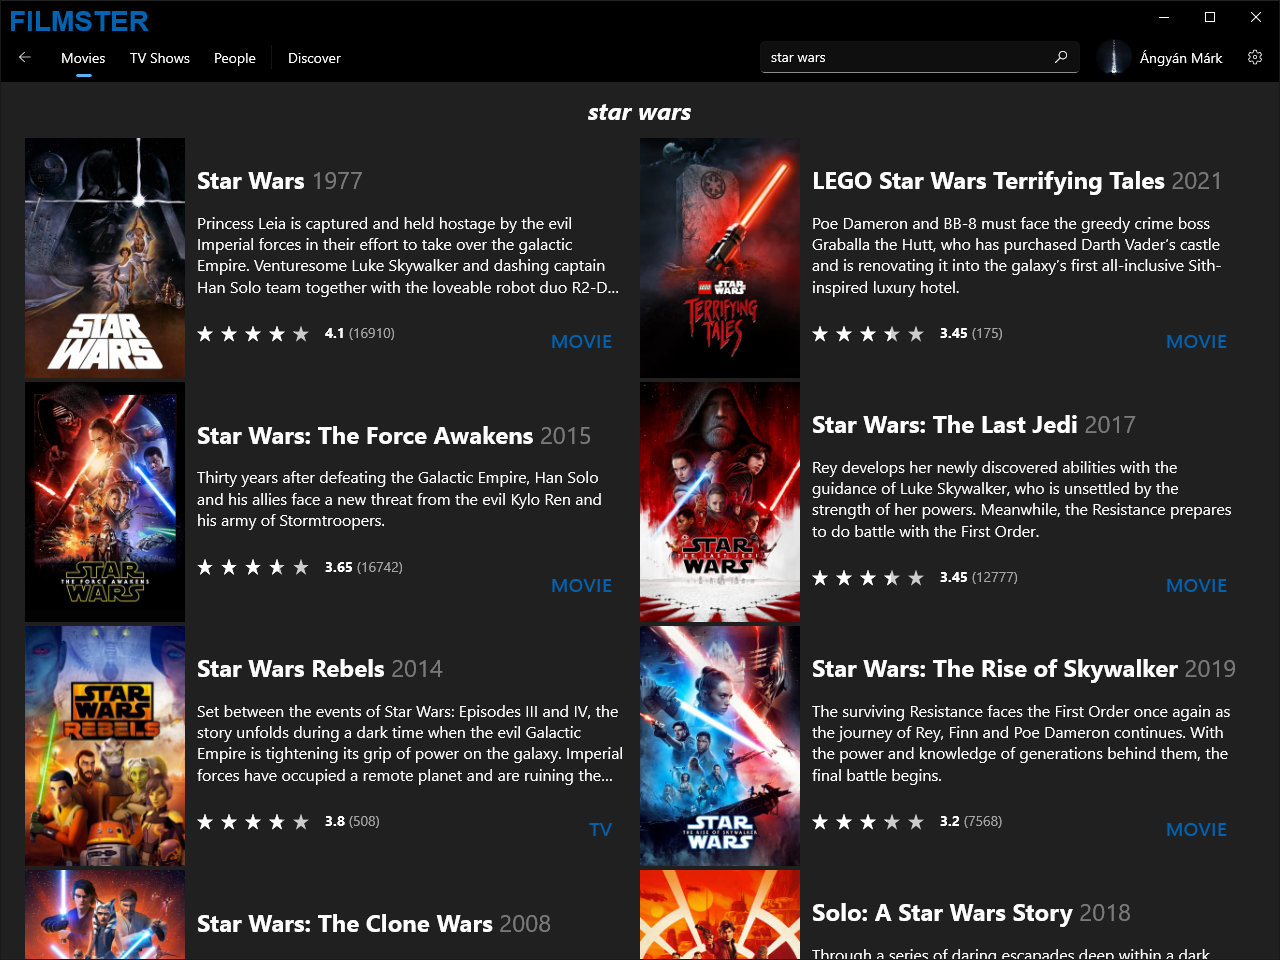 FILMSTER
Movies TV Shows People Discover
star wars
Ángyán Márk
star wars
STAR WARS
Star Wars 1977
Princess Leia is captured and held hostage by the evil
Imperial forces in their effort to take over the galactic
Empire. Venturesome Luke Skywalker and dashing captain
Han Solo team together with the loveable robot duo R2-D...
4.1 (16910)
MOVIE
LEGO STAR WARS
TERRIFYING
TALES
LEGO Star Wars Terrifying Tales 2021
Poe Dameron and BB-8 must face the greedy crime boss
Graballa the Hutt, who has purchased Darth Vader’s castle
and is renovating it into the galaxy’s first all-inclusive Sith-
inspired luxury hotel.
3.45 (175)
MOVIE
STAR
THE FORCE AWAKENS
WARS
Star Wars: The Force Awakens 2015
Thirty years after defeating the Galactic Empire, Han Solo
and his allies face a new threat from the evil Kylo Ren and
his army of Stormtroopers.
3.65 (16742)
MOVIE
STAR
THE LAST JEDI
WARS
Star Wars: The Last Jedi 2017
Rey develops her newly discovered abilities with the
guidance of Luke Skywalker, who is unsettled by the
strength of her powers. Meanwhile, the Resistance prepares
to do battle with the First Order.
3.45 (12777)
MOVIE
STAR
WARS
REBELS
Star Wars Rebels 2014
Set between the events of Star Wars: Episodes III and IV, the
story unfolds during a dark time when the evil Galactic
Empire is tightening its grip of power on the galaxy. Imperial
forces have occupied a remote planet and are ruining the...
3.8 (508)
TV
STAR
THE RISE OF SKYWALKER
WARS
Star Wars: The Rise of Skywalker 2019
The surviving Resistance faces the First Order once again as
the journey of Rey, Finn and Poe Dameron continues. With
the power and knowledge of generations behind them, the
final battle begins.
3.2 (7568)
MOVIE
Star Wars: The Clone Wars 2008
Solo: A Star Wars Story 2018
Through a series of daring escapades deep within a dark